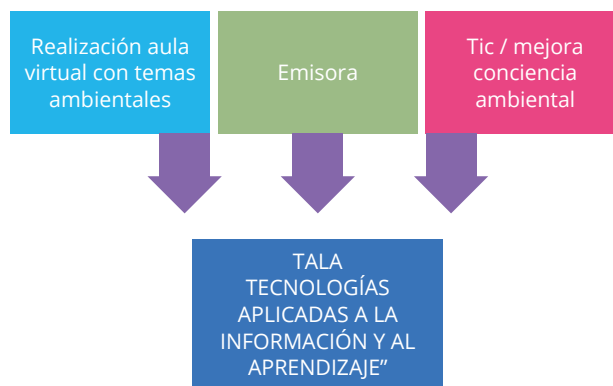 Realización aula
virtual con temas
ambientales
Emisora
Tic / mejora
conciencia
ambiental
TALA
TECNOLOGÍAS
APLICADAS A LA
INFORMACIÓN Y AL
APRENDIZAJE”